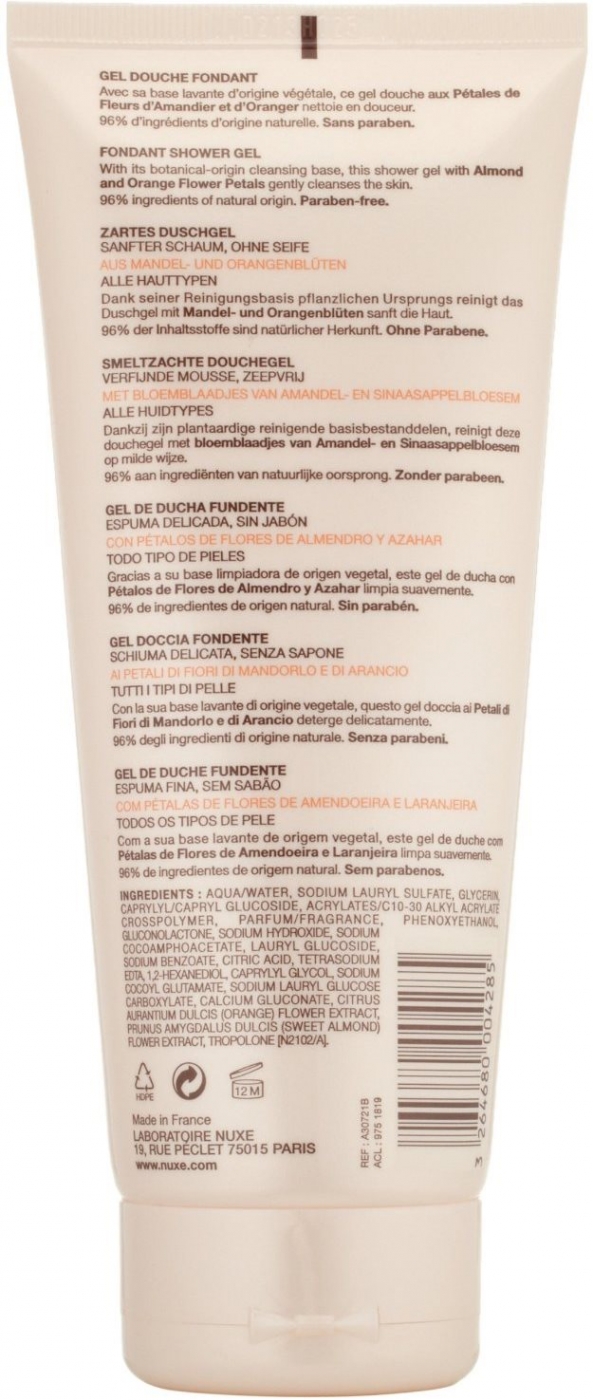 GEL DOUCHE FONDANT
Avec sa base lavante d'origine végétale, ce gel douche aux Pétales de
Fleurs d'Amandier et d'Oranger nettoie en douceur.
96% d'ingrédients d'origine naturelle. Sans paraben.
FONDANT SHOWER GEL
With its botanical-origin cleansing base, this shower gel with Almond
and Orange Flower Petals gently cleanses the skin.
96% ingredients of natural origin. Paraben-free.
ZARTES DUSCHGEL
SANFTER SCHAUM, OHNE SEIFE
AUS MANDEL- UND ORANGENBLÜTEN
ALLE HAUTTYPEN
Dank seiner Reinigungsbasis pflanzlichen Ursprungs reinigt das
Duschgel mit Mandel- und Orangenblüten sanft die Haut.
96% der Inhaltsstoffe sind natürlicher Herkunft. Ohne Parabene.
SMELTZACHTE DOUCHEGEL
VERFIJNDE MOUSSE, ZEEPVRIJ
MET BLOEMBLAADJES VAN AMANDEL- EN SINAASAPPELBLOESEM
ALLE HUIDTYPES
Dankzij zijn plantaardige reinigende basisbestanddelen, reinigt deze
douchegel met bloemblaadjes van Amandel- en Sinaasappelbloesem
op milde wijze.
96% aan ingrediënten van natuurlijke oorsprong. Zonder parabeen.
GEL DE DUCHA FUNDENTE
ESPUMA DELICADA, SIN JABÓN
CON PÉTALOS DE FLORES DE ALMENDRO Y AZAHAR
TODO TIPO DE PIELES
Gracias a su base limpiadora de origen vegetal, este gel de ducha con
Pétalos de Flores de Almendro y Azahar limpia suavemente.
96% de ingredientes de origen natural. Sin parabén.
GEL DOCCIA FONDENTE
SCHIUMA DELICATA, SENZA SAPONE
AI PETALI DI FIORI DI MANDORLO E DI ARANCIO
TUTTI I TIPI DI PELLE
Con la sua base lavante di origine vegetale, questo gel doccia ai Petali di
Fiori di Mandorlo e di Arancio deterge delicatamente.
96% degli ingredienti di origine naturale. Senza parabeni.
GEL DE DUCHE FUNDENTE
ESPUMA FINA, SEM SABÃO
COM PÉTALAS DE FLORES DE AMENDOEIRA E LARANJEIRA
TODOS OS TIPOS DE PELE
Com a sua base lavante de origem vegetal, este gel de duche com
Pétalas de Flores de Amendoeira e Laranjeira limpa suavemente.
96% de ingredientes de origem natural. Sem parabenos.
INGREDIENTS : AQUA/WATER, SODIUM LAURYL SULFATE, GLYCERIN,
CAPRYLYL/CAPRYL GLUCOSIDE, ACRYLATES/C10-30 ALKYL ACRYLATE
CROSSPOLYMER, PARFUM/FRAGRANCE, PHENOXYETHANOL,
GLUCONOLACTONE, SODIUM HYDROXIDE, SODIUM
COCOAMPHOACETATE, LAURYL GLUCOSIDE,
SODIUM BENZOATE, CITRIC ACID, TETRASODIUM
EDTA, 1,2-HEXANEDIOL, CAPRYLYL GLYCOL, SODIUM
COCOYL GLUTAMATE, SODIUM LAURYL GLUCOSE
CARBOXYLATE, CALCIUM GLUCONATE, CITRUS
AURANTIUM DULCIS (ORANGE) FLOWER EXTRACT,
PRUNUS AMYGDALUS DULCIS (SWEET ALMOND)
FLOWER EXTRACT, TROPOLONE [N2102/A].
HDPE
12 M
Made in France
LABORATOIRE NUXE
19, RUE PÉCLET 75015 PARIS
www.nuxe.com
REF : A30721B
ACL : 975 1819
3 264680 004285